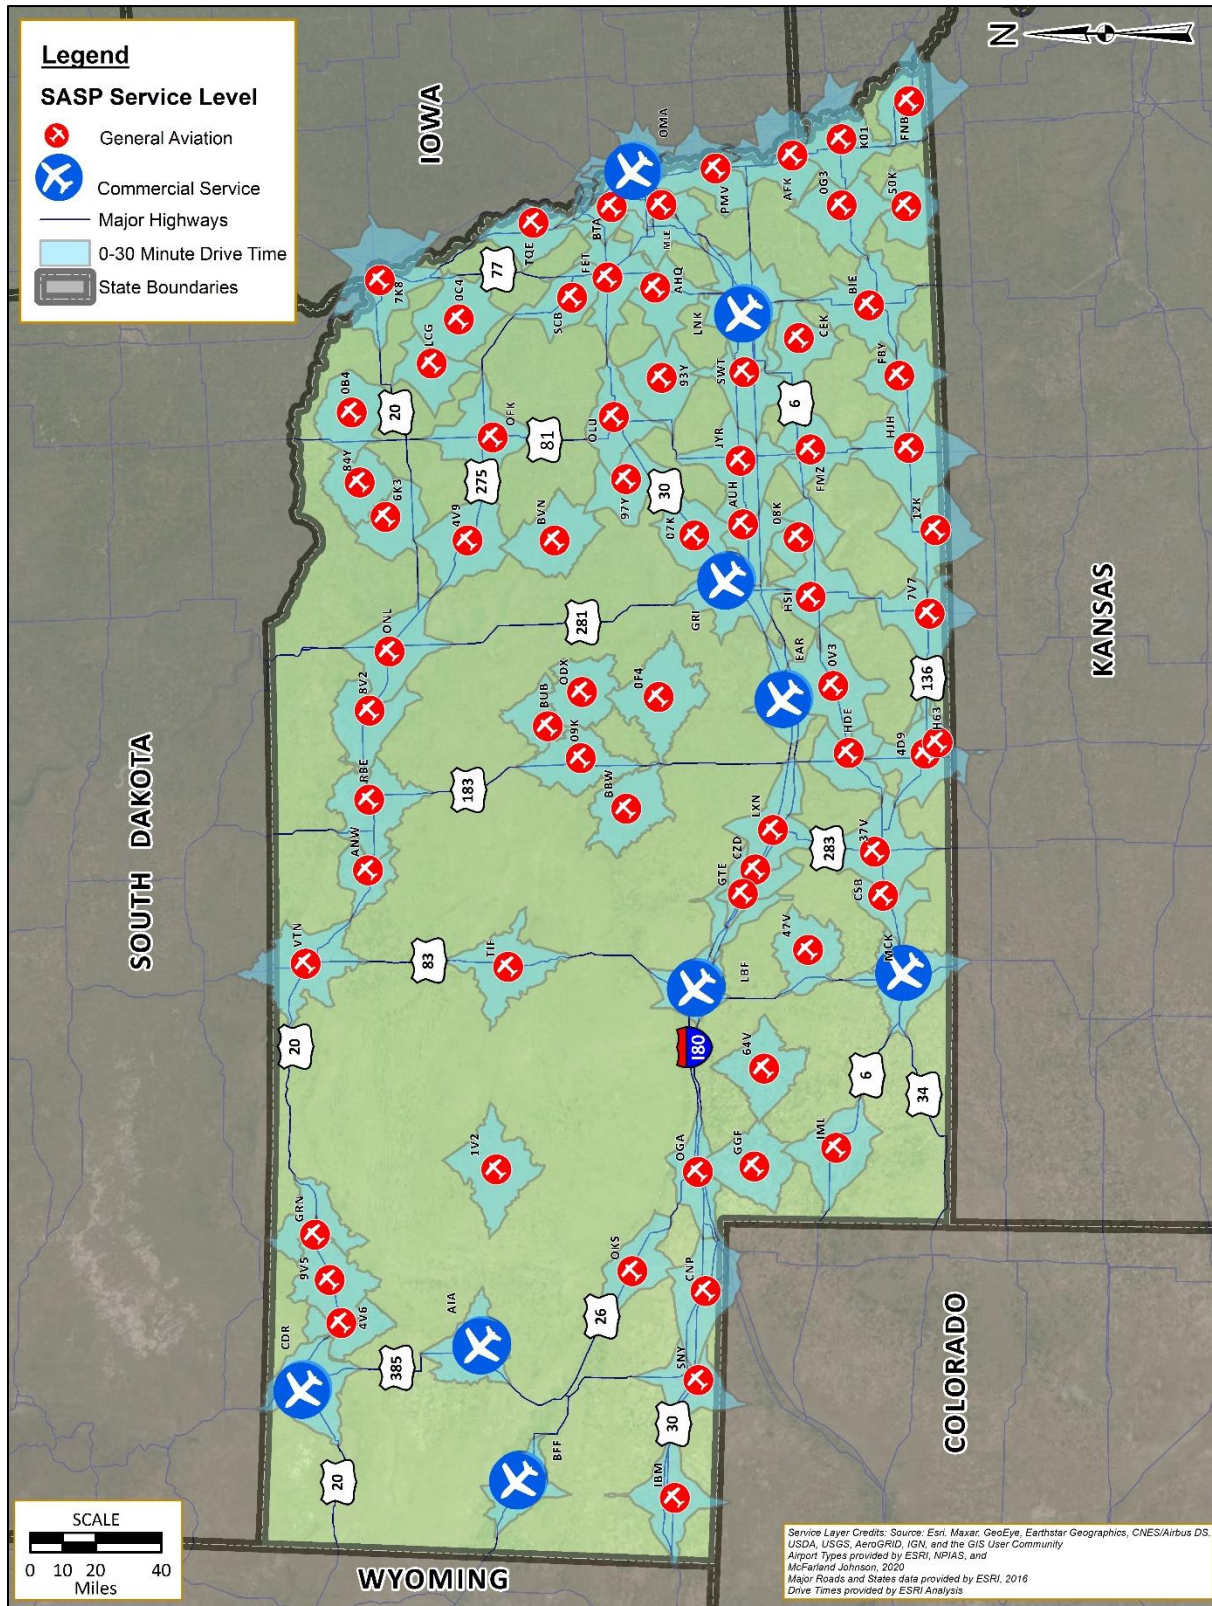 Legend
SASP Service Level
General Aviation
Commercial Service
Major Highways
0-30 Minute Drive Time
State Boundaries
N
IOWA
SOUTH DAKOTA
KANSAS
COLORADO
WYOMING
OMA
K01
FNB
AFK
0G3
50K
PMV
BTA
MLE
TQE
FET
77
7K8
0C4
SCB
AHQ
LNK
BIE
CEK
LCG
93Y
SWT
FBY
0B4
20
OFK
81
OLU
6
JYR
HJH
84Y
6K3
275
97Y
30
FMZ
AUH
4V9
BVN
07K
08K
12K
HSI
7V7
ONL
281
GRI
EAR
0V3
136
8V2
BUB
ODX
0F4
HDE
H63
4D9
RBE
183
09K
BBW
LXN
ANW
CZD
283
37V
GTE
CSB
VTN
83
TIF
LBF
47V
MCK
20
180
64V
6
34
1V2
OGA
GGF
IML
GRN
9V5
4V6
CDR
AIA
OKS
26
CNP
385
SNY
30
20
BFF
IBM
SCALE
0 10 20 40
Miles
Service Layer Credits: Source: Esri, Maxar, GeoEye, Earthstar Geographics, CNES/Airbus DS,
USDA, USGS, AeroGRID, IGN, and the GIS User Community
Airport Types provided by ESRI, NPIAS, and
McFarland Johnson, 2020
Major Roads and States data provided by ESRI, 2016
Drive Times provided by ESRI Analysis